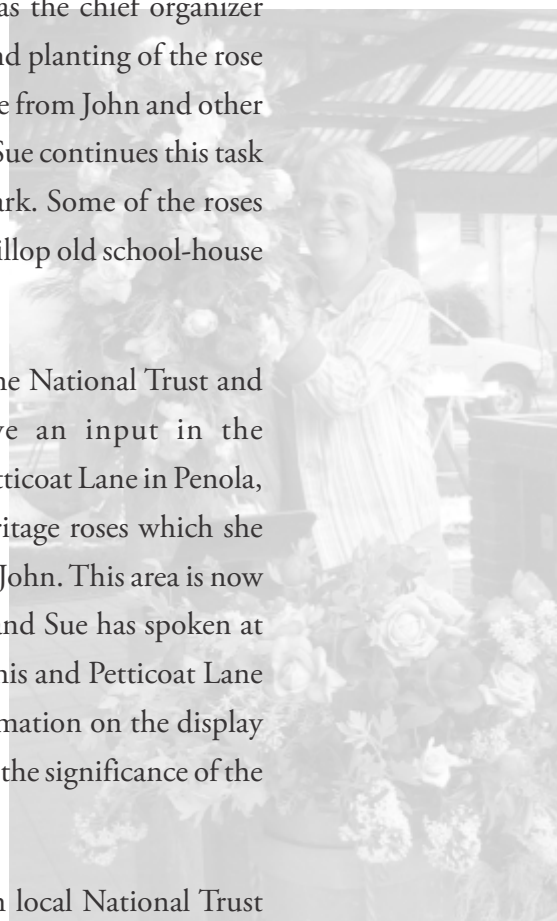 as the chief organizer
nd planting of the rose
e from John and other
Sue continues this task
ark. Some of the roses
illop old school-house
he National Trust and
ve an input in the
tticoat Lane in Penola,
ritage roses which she
John. This area is now
and Sue has spoken at
his and Petticoat Lane
mation on the display
the significance of the
n local National Trust